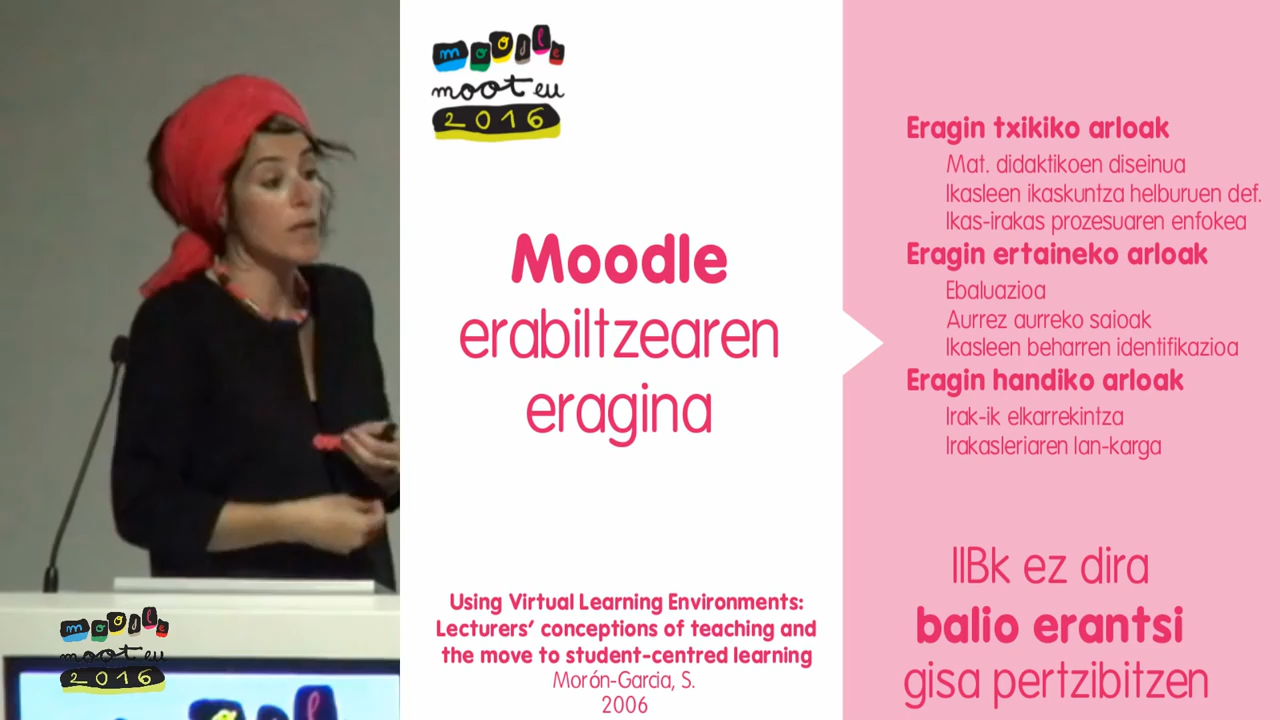 moodle
moot eu
2016
Moodle
erabiltzearen
eragina
Using Virtual Learning Environments:
Lecturers' conceptions of teaching and
the move to student-centred learning
Morón-Garcia, S.
2006
Eragin txikiko arloak
Mat. didaktikoen diseinua
Ikasleen ikaskuntza helburuen def.
Ikas-irakas prozesuaren enfokea
Eragin ertaineko arloak
Ebaluazioa
Aurrez aurreko saioak
Ikasleen beharren identifikazioa
Eragin handiko arloak
Irak-ik elkarrekintza
Irakasleriaren lan-karga
IIBk ez dira
balio erantsi
gisa pertzibitzen
moodle
moot eu
2016